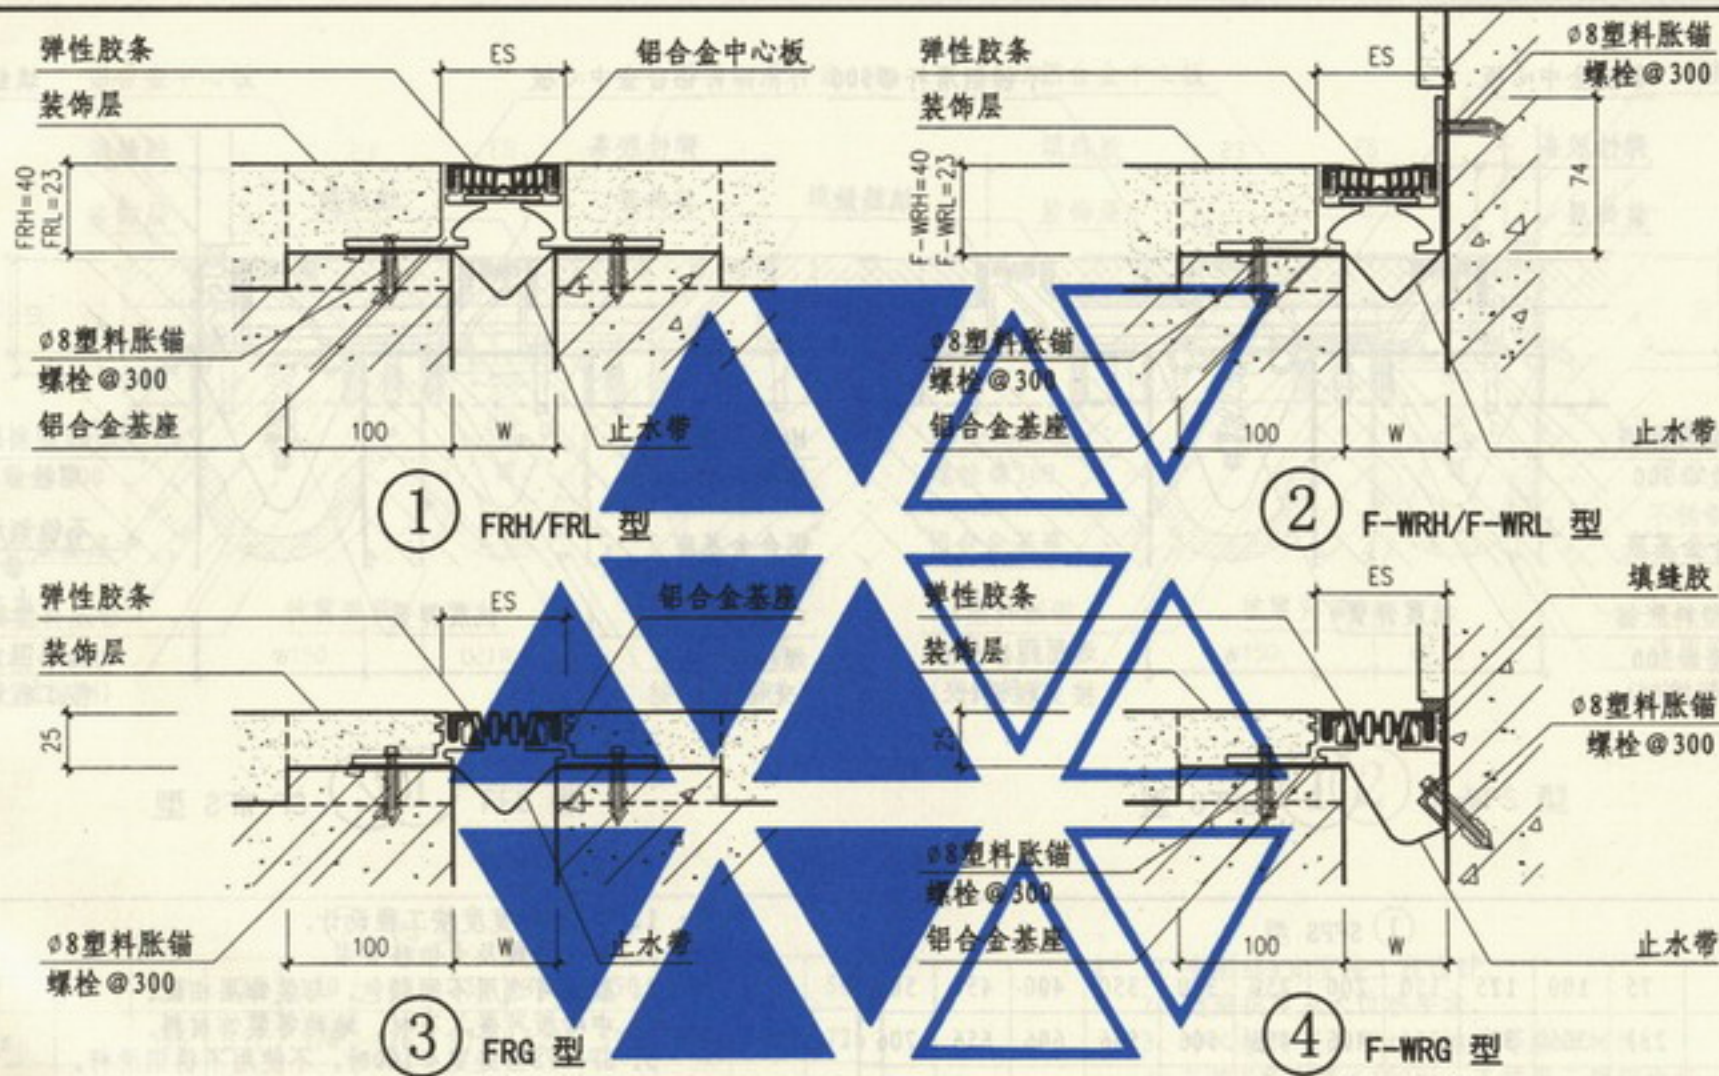 弹性胶条
ES
铝合金中心板
装饰层
FRH=40
FRL=23
ø8塑料胀锚
螺栓@300
铝合金基座
100
W
止水带
① FRH/FRL 型
弹性胶条
ES
ø8塑料胀锚
螺栓@300
装饰层
F-WRH=40
F-WRL=23
74
ø8塑料胀锚
螺栓@300
铝合金基座
100
W
止水带
② F-WRH/F-WRL 型
弹性胶条
ES
铝合金基座
装饰层
25
ø8塑料胀锚
螺栓@300
100
W
止水带
③ FRG 型
弹性胶条
ES
填缝胶
装饰层
ø8塑料胀锚
螺栓@300
25
ø8塑料胀锚
螺栓@300
铝合金基座
100
W
止水带
④ F-WRG 型